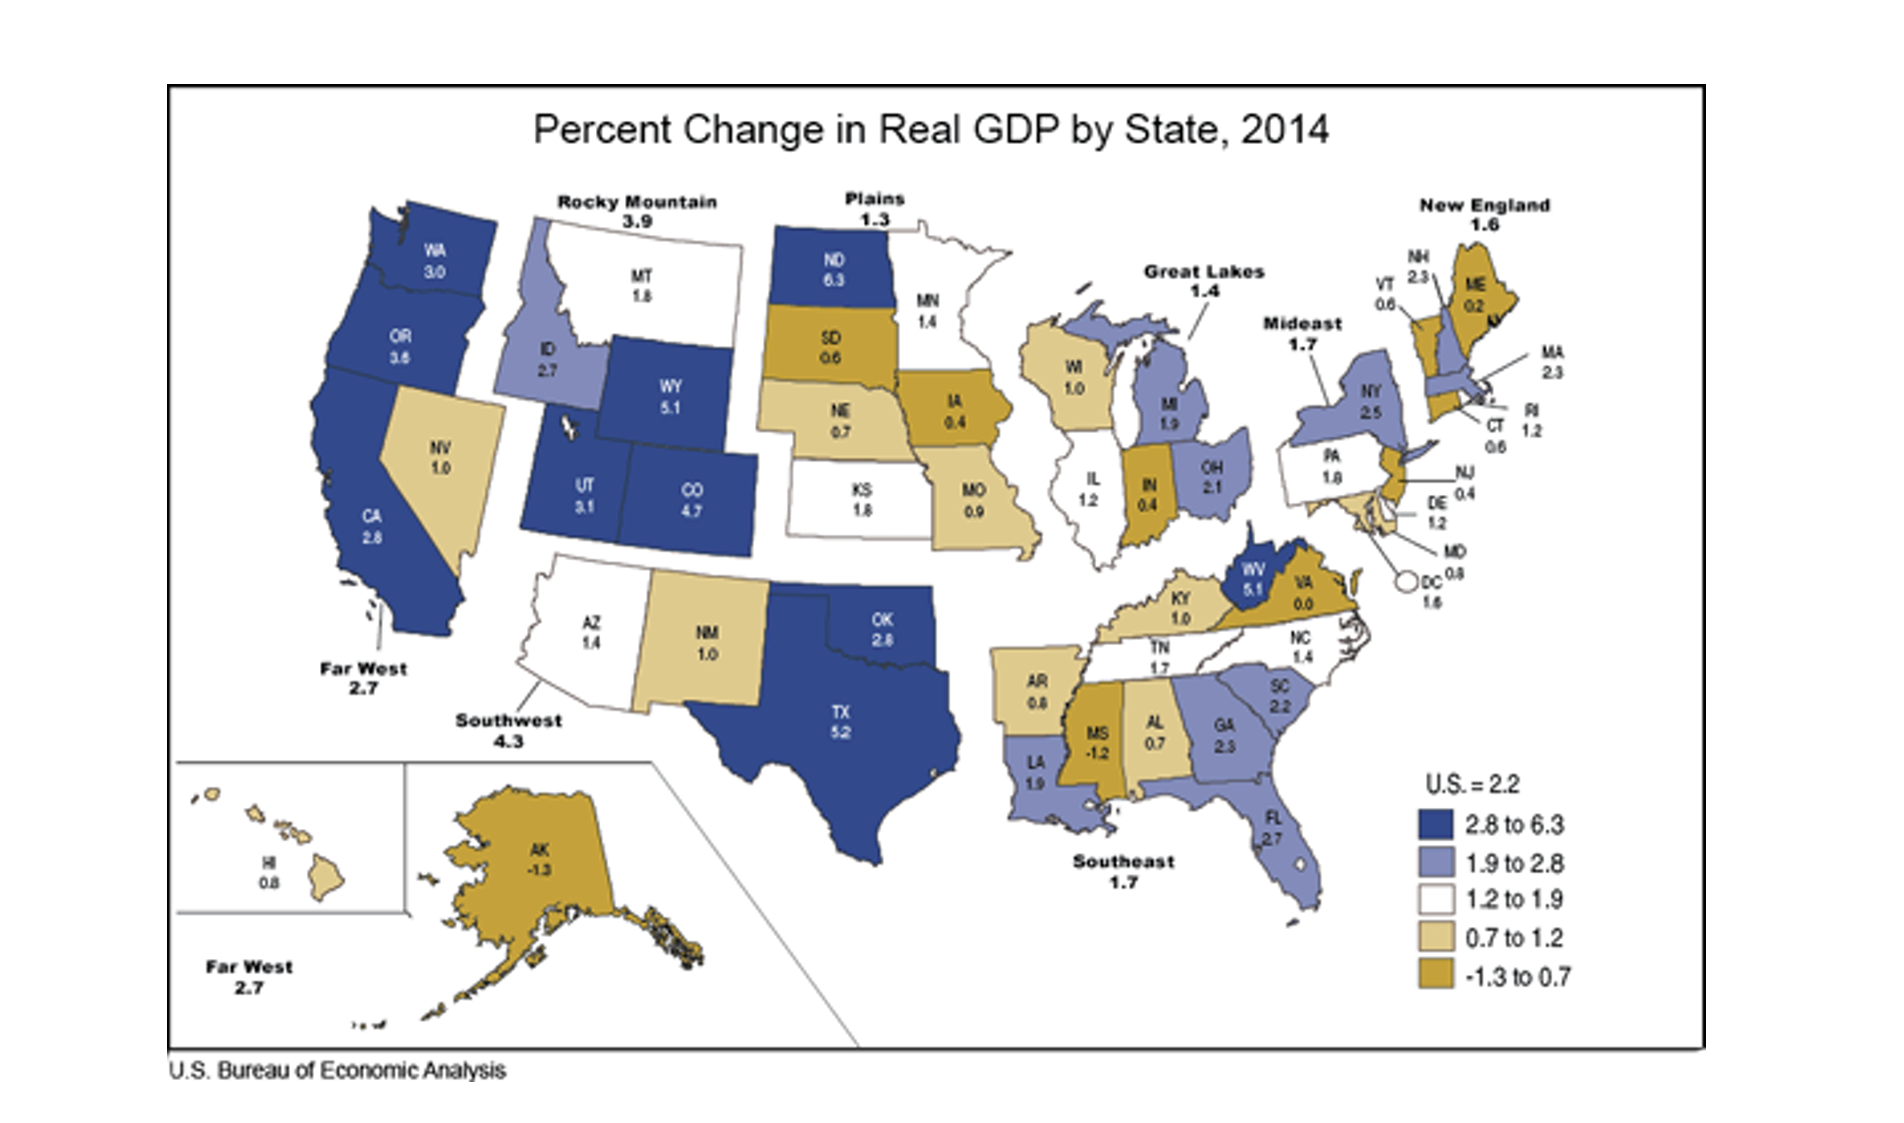 Percent Change in Real GDP by State, 2014
Rocky Mountain
3.9
Plains
1.3
New England
1.6
Great Lakes
1.4
Mideast
1.7
WA
3.0
OR
3.6
CA
2.8
NV
1.0
ID
2.7
MT
1.8
WY
5.1
UT
3.1
CO
4.7
ND
6.3
SD
0.6
NE
0.7
KS
1.8
MN
1.4
IA
0.4
MO
0.9
WI
1.0
MI
1.9
IL
1.2
IN
0.4
OH
2.1
NH
2.3
VT
0.6
ME
0.2
MA
2.3
RI
1.2
CT
0.6
NY
2.5
PA
1.8
NJ
0.4
DE
1.2
MD
0.8
DC
1.6
AZ
1.4
NM
1.0
OK
2.8
TX
5.2
WV
5.1
VA
0.0
KY
1.0
TN
1.7
NC
1.4
SC
2.2
AR
0.8
LA
1.9
MS
-1.2
AL
0.7
GA
2.3
FL
2.7
Far West
2.7
Southwest
4.3
Southeast
1.7
HI
0.8
AK
-1.3
Far West
2.7
U.S. = 2.2
2.8 to 6.3
1.9 to 2.8
1.2 to 1.9
0.7 to 1.2
-1.3 to 0.7
U.S. Bureau of Economic Analysis